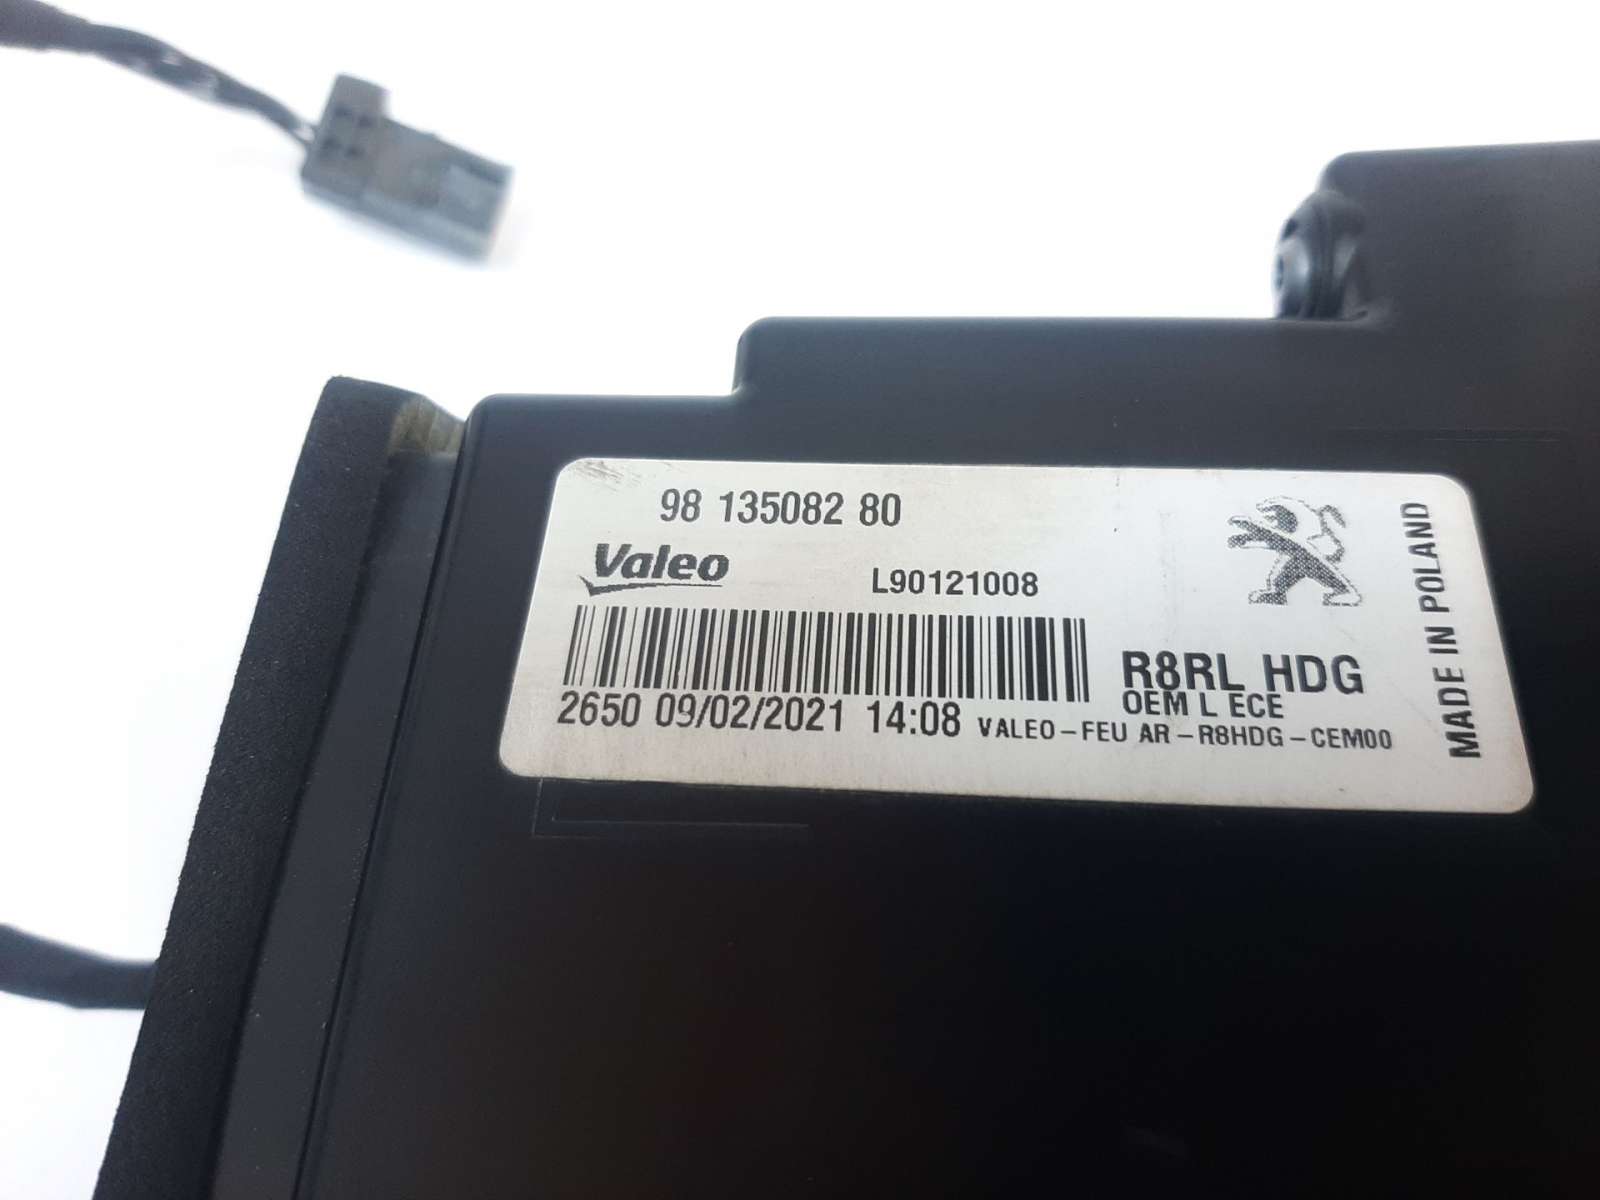 98 135082 80
Valeo
L90121008
R8RL HDG
OEM L ECE
2650 09/02/2021 14:08 VALEO-FEU AR-R8HDG-CEM00
MADE IN POLAND